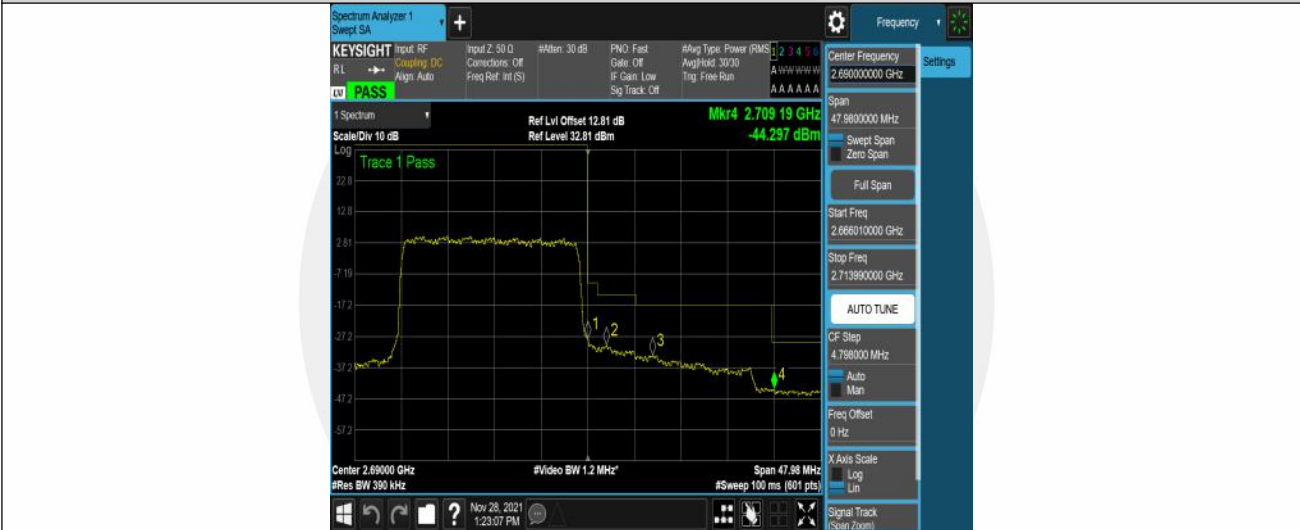 Spectrum Analyzer 1
Swept SA
+
Frequency
KEYSIGHT
RL
Input: RF
Coupling: DC
Align: Auto
Input Z: 50 Ω
Corrections: Off
Freq Ref: Int (S)
#Atten: 30 dB
PNO: Fast
Gate: Off
IF Gain: Low
Sig Track: Off
#Avg Type: Power (RMS
Avg|Hold: 30/30
Trig: Free Run
1 2 3 4 5 6
A W W W W W
A A A A A A
PASS
1 Spectrum
Scale/Div 10 dB
Ref Lvl Offset 12.81 dB
Ref Level 32.81 dBm
Mkr4 2.709 19 GHz
-44.297 dBm
Log
Trace 1 Pass
22.8
12.8
2.81
-7.19
-17.2
-27.2
-37.2
-47.2
-57.2
1
2
3
4
Center 2.69000 GHz
#Res BW 390 kHz
#Video BW 1.2 MHz*
Span 47.98 MHz
#Sweep 100 ms (601 pts)
Center Frequency
2.690000000 GHz
Settings
Span
47.9800000 MHz
Swept Span
Zero Span
Full Span
Start Freq
2.666010000 GHz
Stop Freq
2.713990000 GHz
AUTO TUNE
CF Step
4.798000 MHz
Auto
Man
Freq Offset
0 Hz
X Axis Scale
Log
Lin
Signal Track
(Span Zoom)
?
Nov 28, 2021
1:23:07 PM